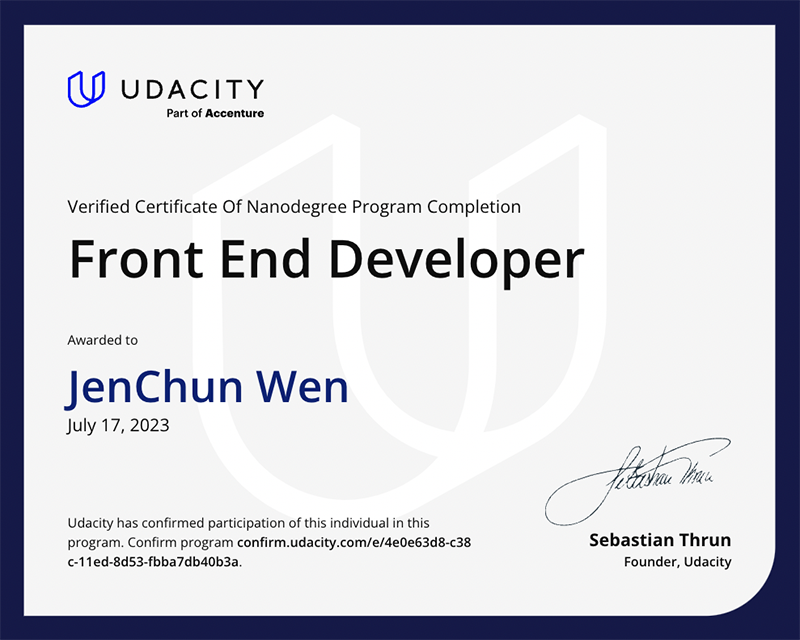 UDACITY
Part of Accenture
Verified Certificate Of Nanodegree Program Completion
Front End Developer
Awarded to
JenChun Wen
July 17, 2023
Udacity has confirmed participation of this individual in this
program. Confirm program confirm.udacity.com/e/4e0e63d8-c38
c-11ed-8d53-fbba7db40b3a.
Sebastian Thrun
Sebastian Thrun
Founder, Udacity